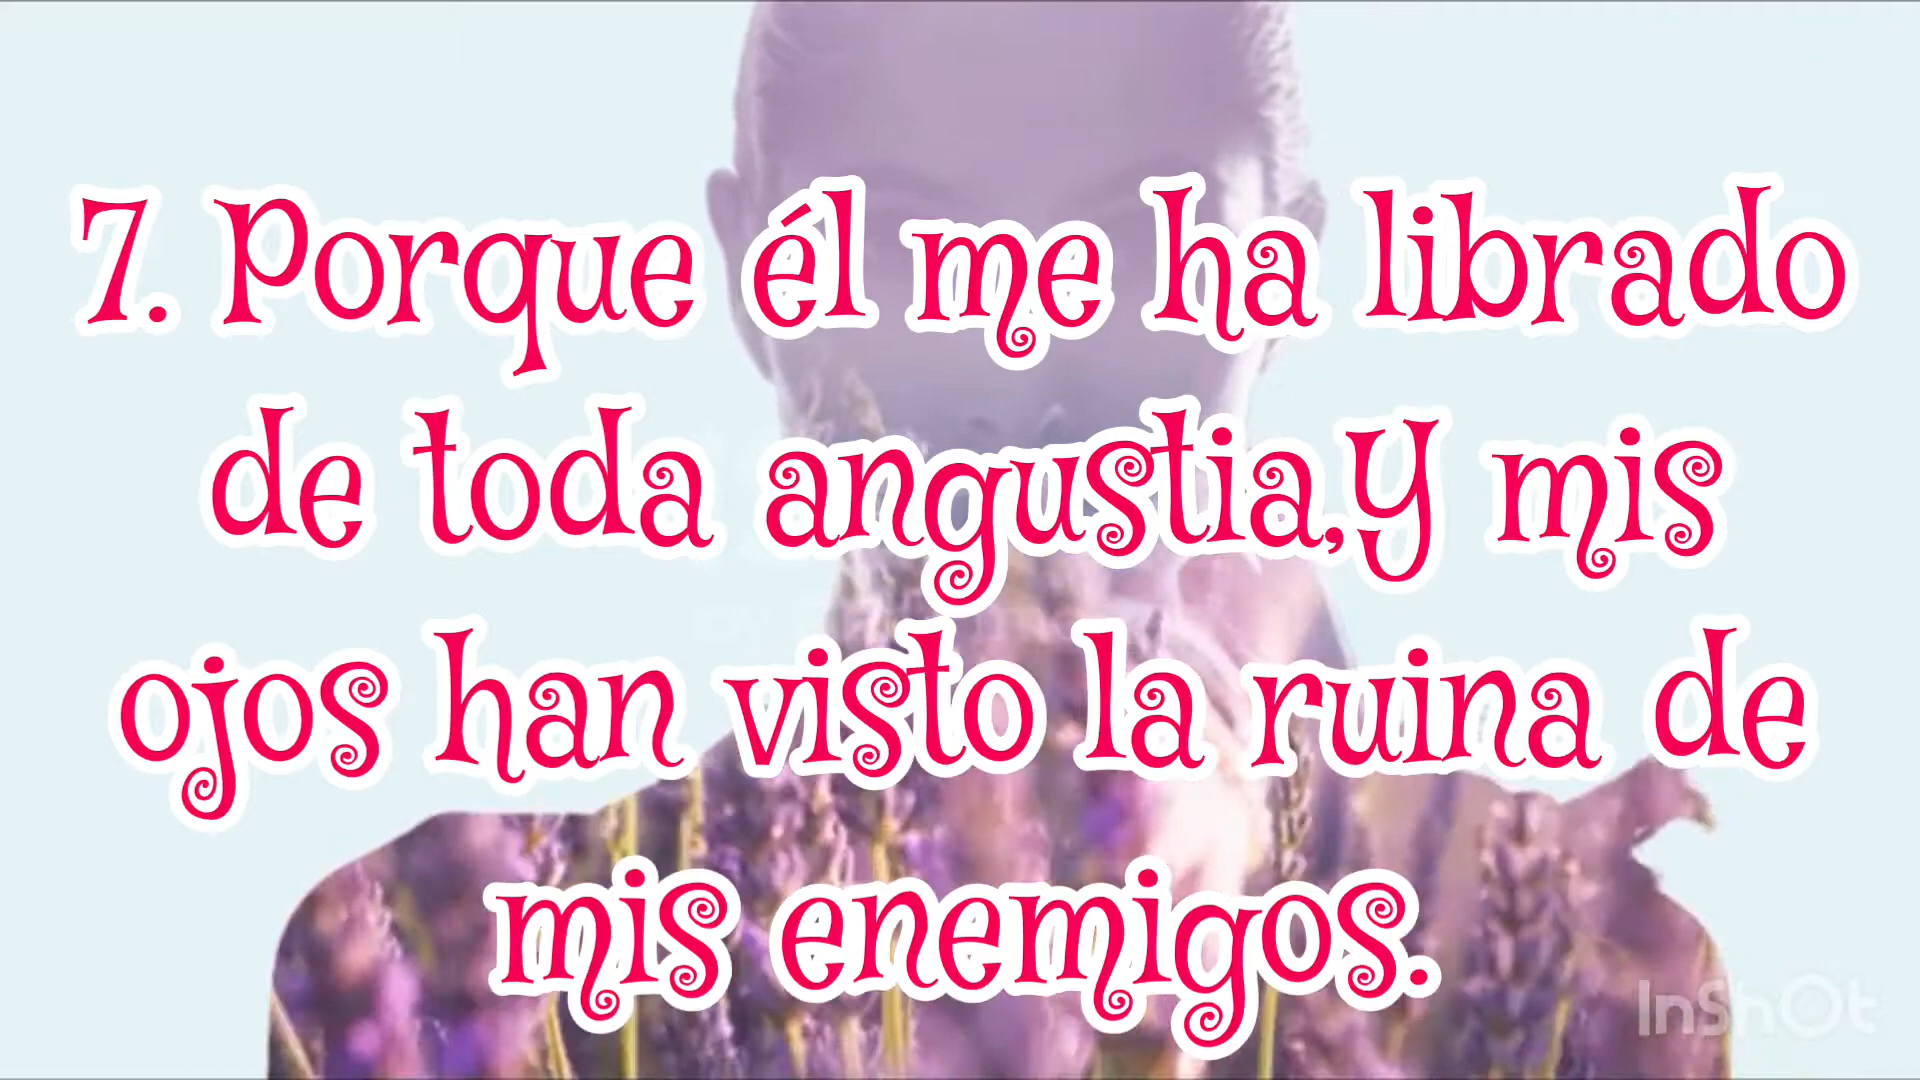 7. Porque él me ha librado
de toda angustia,Y mis
ojos han visto la ruina de
mis enemigos.
InShOt